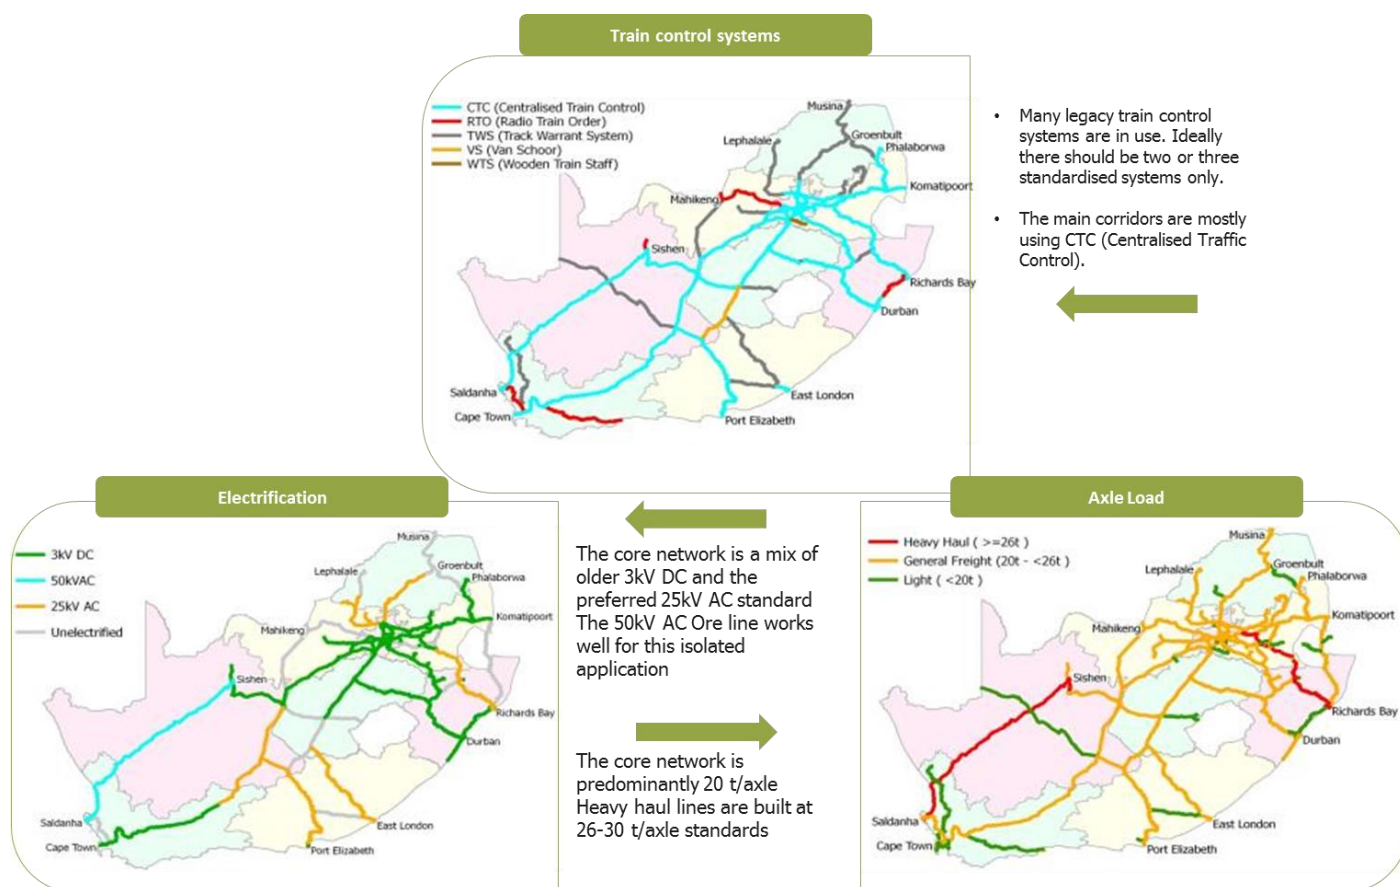 Train control systems
CTC (Centralised Train Control)
RTO (Radio Train Order)
TWS (Track Warrant System)
VS (Van Schoor)
WTS (Wooden Train Staff)
Musina
Lephalale
Groenbult
Phalaborwa
Komatipoort
Mahikeng
Sishen
Richards Bay
Durban
Saldanha
Cape Town
East London
Port Elizabeth
• Many legacy train control
systems are in use. Ideally
there should be two or three
standardised systems only.
• The main corridors are mostly
using CTC (Centralised Traffic
Control).
Electrification
3kV DC
50kVAC
25kV AC
Unelectrified
Musina
Lephalale
Groenbult
Phalaborwa
Komatipoort
Mahikeng
Sishen
Richards Bay
Durban
Saldanha
Cape Town
East London
Port Elizabeth
The core network is a mix of
older 3kV DC and the
preferred 25kV AC standard
The 50kV AC Ore line works
well for this isolated
application
The core network is
predominantly 20 t/axle
Heavy haul lines are built at
26-30 t/axle standards
Axle Load
Heavy Haul ( >=26t )
General Freight (20t - <26t )
Light ( <20t )
Musina
Lephalale
Groenbult
Phalaborwa
Komatipoort
Mahikeng
Sishen
Richards Bay
Durban
Saldanha
Cape Town
East London
Port Elizabeth